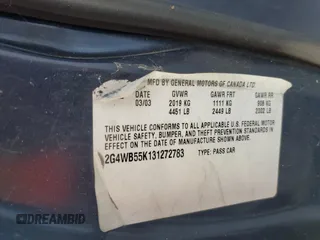 MFD BY GENERAL MOTORS OF CANADA LTD
DATE GVWR GAWR FRT GAWR RR
03/03 2019 KG 1111 KG 908 KG
4451 LB 2449 LB 2002 LB
THIS VEHICLE CONFORMS TO ALL APPLICABLE U.S. FEDERAL
MOTOR VEHICLE SAFETY, BUMPER, AND THEFT PREVENTION STANDARDS
IN EFFECT ON THE DATE OF MANUFACTURE SHOWN ABOVE.
2G4WB55K131272783 TYPE: PASS CAR
DREAMBID